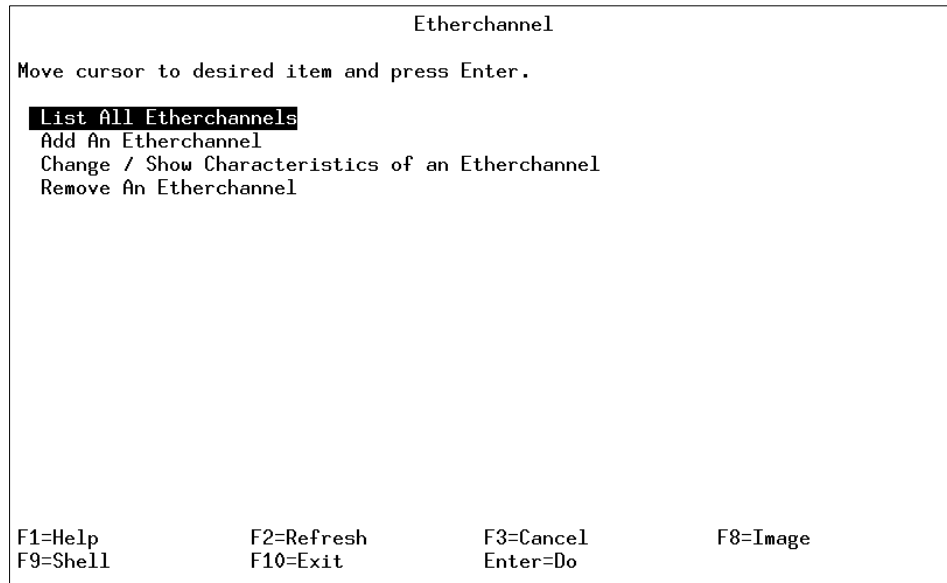 Etherchannel
Move cursor to desired item and press Enter.
List All Etherchannels
Add An Etherchannel
Change / Show Characteristics of an Etherchannel
Remove An Etherchannel
F1=Help F2=Refresh F3=Cancel F8=Image
F9=Shell F10=Exit Enter=Do